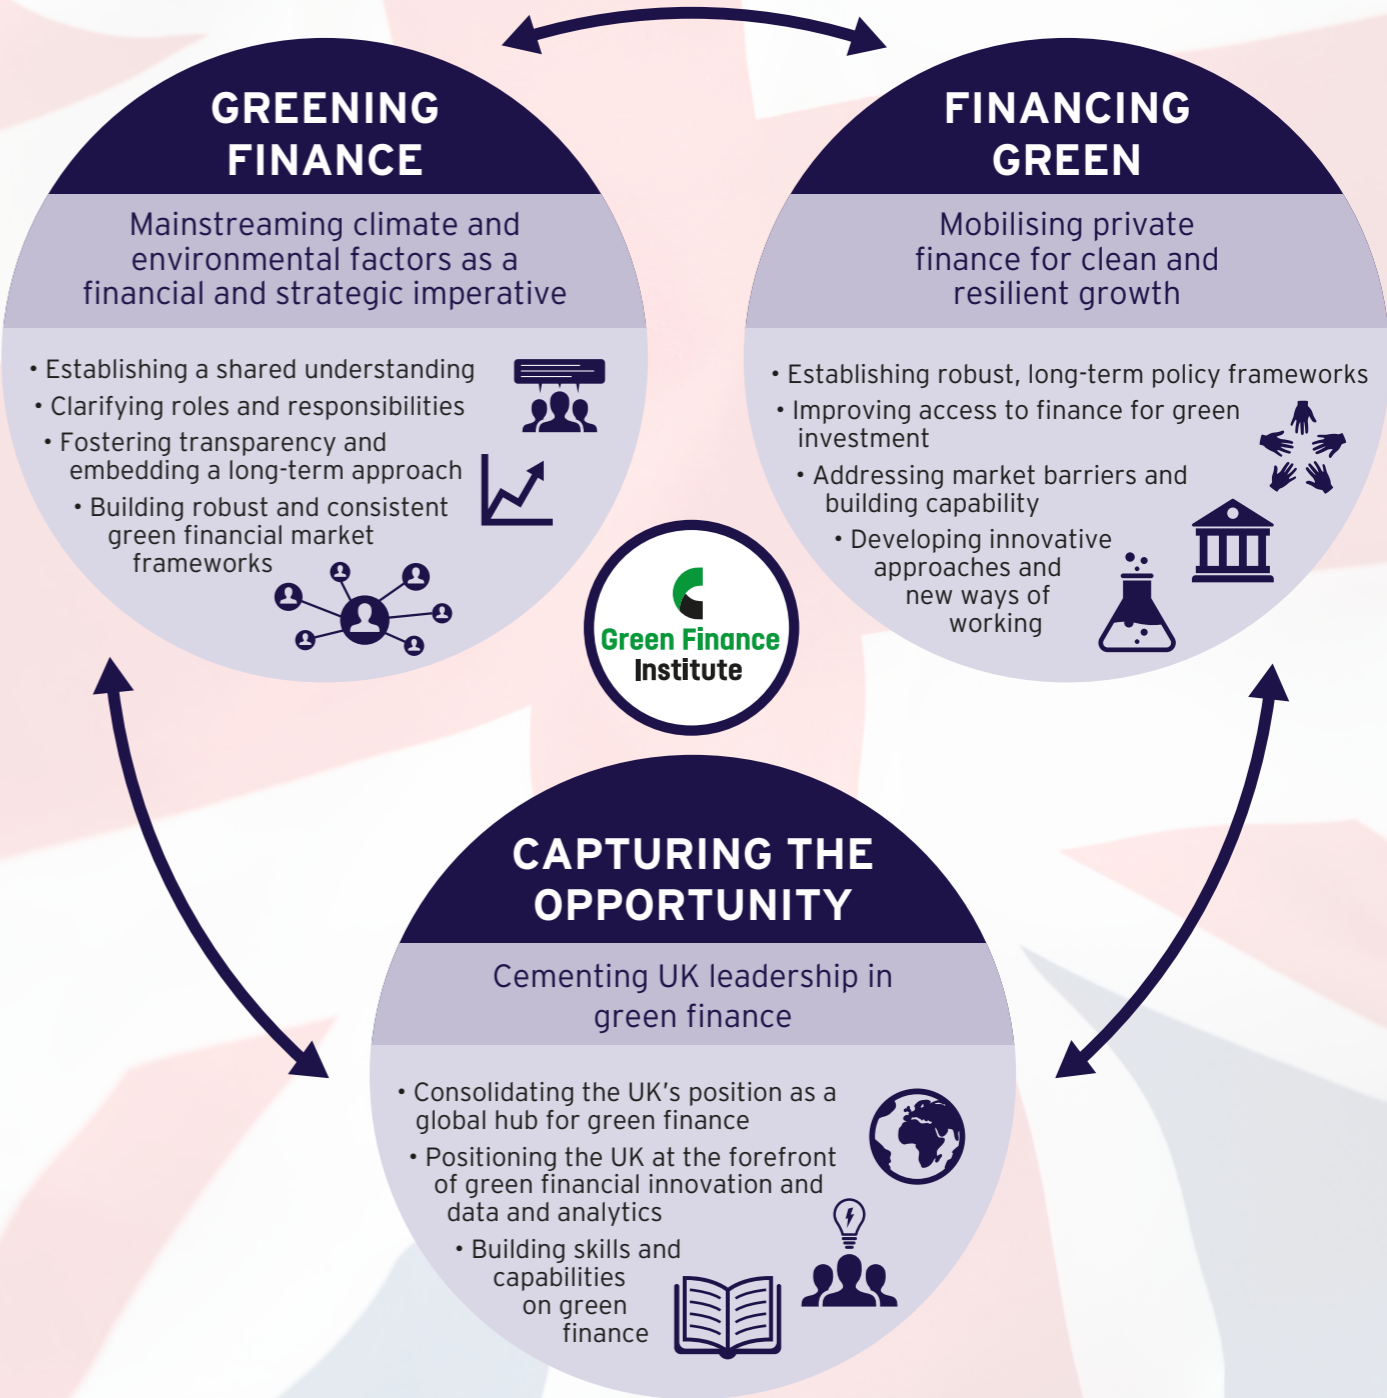 GREENING
FINANCE
Mainstreaming climate and
environmental factors as a
financial and strategic imperative
• Establishing a shared understanding
• Clarifying roles and responsibilities
• Fostering transparency and
embedding a long-term approach
• Building robust and consistent
green financial market
frameworks
FINANCING
GREEN
Mobilising private
finance for clean and
resilient growth
• Establishing robust, long-term policy frameworks
• Improving access to finance for green
investment
• Addressing market barriers and
building capability
• Developing innovative
approaches and
new ways of
working
Green Finance
Institute
CAPTURING THE
OPPORTUNITY
Cementing UK leadership in
green finance
• Consolidating the UK’s position as a
global hub for green finance
• Positioning the UK at the forefront
of green financial innovation and
data and analytics
• Building skills and
capabilities
on green
finance